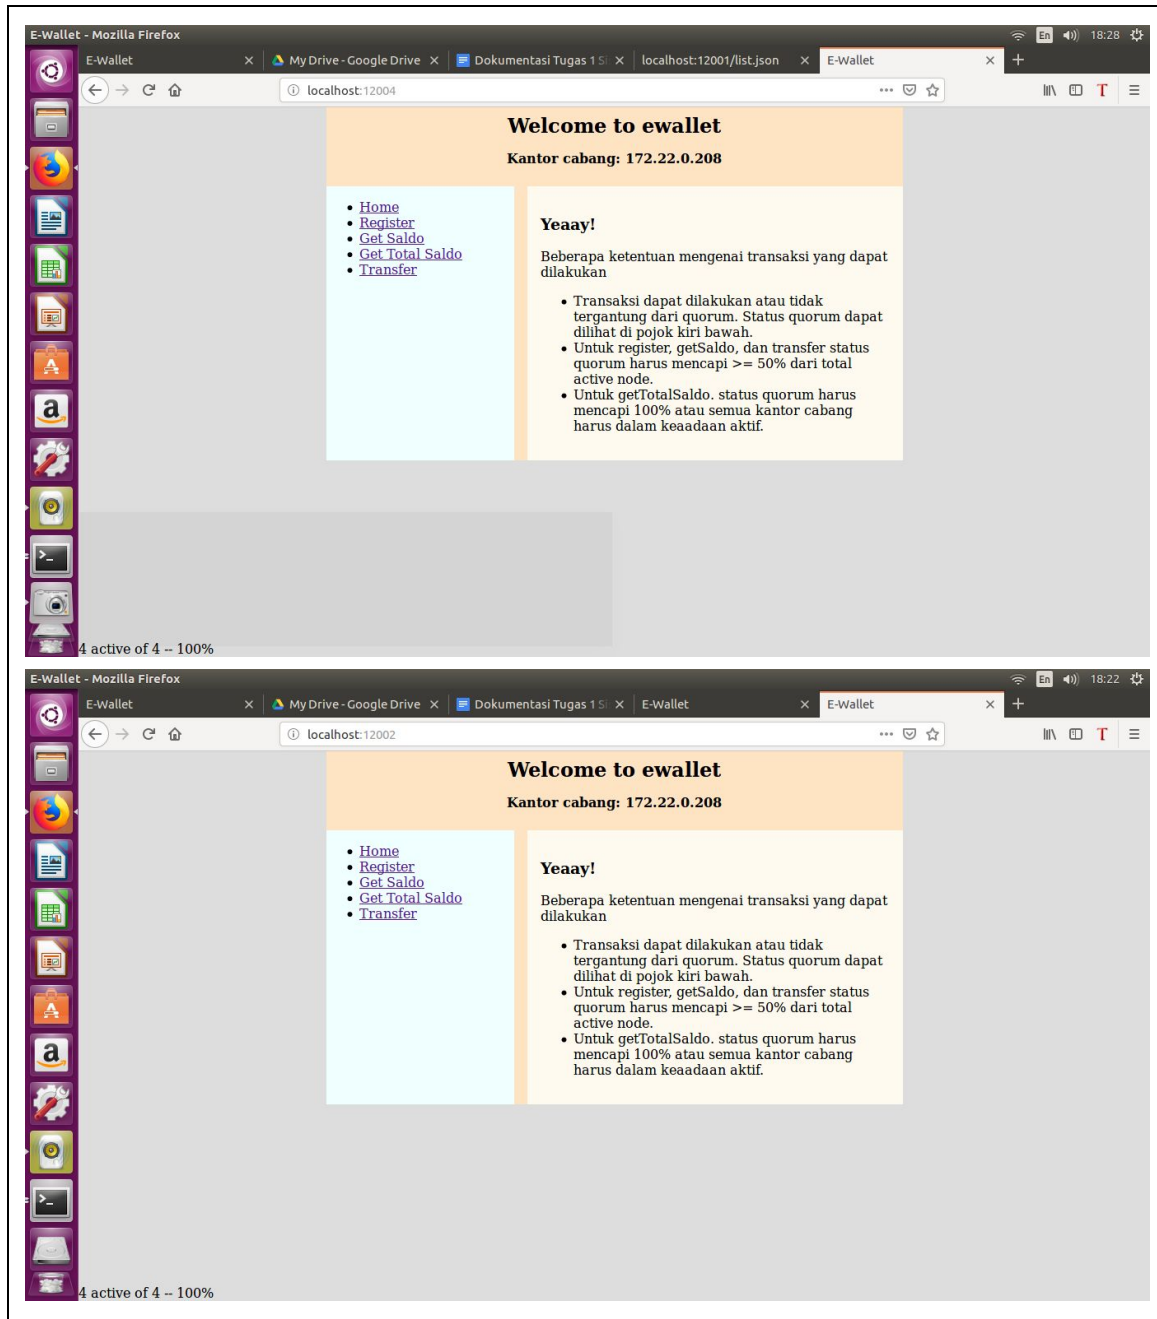 E-Wallet - Mozilla Firefox
En 18:28
E-Wallet
My Drive - Google Drive
Dokumentasi Tugas 1 Si
localhost:12001/list.json
E-Wallet
localhost:12004
Welcome to ewallet
Kantor cabang: 172.22.0.208
Home
Register
Get Saldo
Get Total Saldo
Transfer
Yeaay!
Beberapa ketentuan mengenai transaksi yang dapat
dilakukan
Transaksi dapat dilakukan atau tidak
tergantung dari quorum. Status quorum dapat
dilihat di pojok kiri bawah.
Untuk register, getSaldo, dan transfer status
quorum harus mencapi >= 50% dari total
active node.
Untuk getTotalSaldo. status quorum harus
mencapi 100% atau semua kantor cabang
harus dalam keaadaan aktif.
4 active of 4 -- 100%
E-Wallet - Mozilla Firefox
En 18:22
E-Wallet
My Drive - Google Drive
Dokumentasi Tugas 1 Si
E-Wallet
E-Wallet
localhost:12002
Welcome to ewallet
Kantor cabang: 172.22.0.208
Home
Register
Get Saldo
Get Total Saldo
Transfer
Yeaay!
Beberapa ketentuan mengenai transaksi yang dapat
dilakukan
Transaksi dapat dilakukan atau tidak
tergantung dari quorum. Status quorum dapat
dilihat di pojok kiri bawah.
Untuk register, getSaldo, dan transfer status
quorum harus mencapi >= 50% dari total
active node.
Untuk getTotalSaldo. status quorum harus
mencapi 100% atau semua kantor cabang
harus dalam keaadaan aktif.
4 active of 4 -- 100%